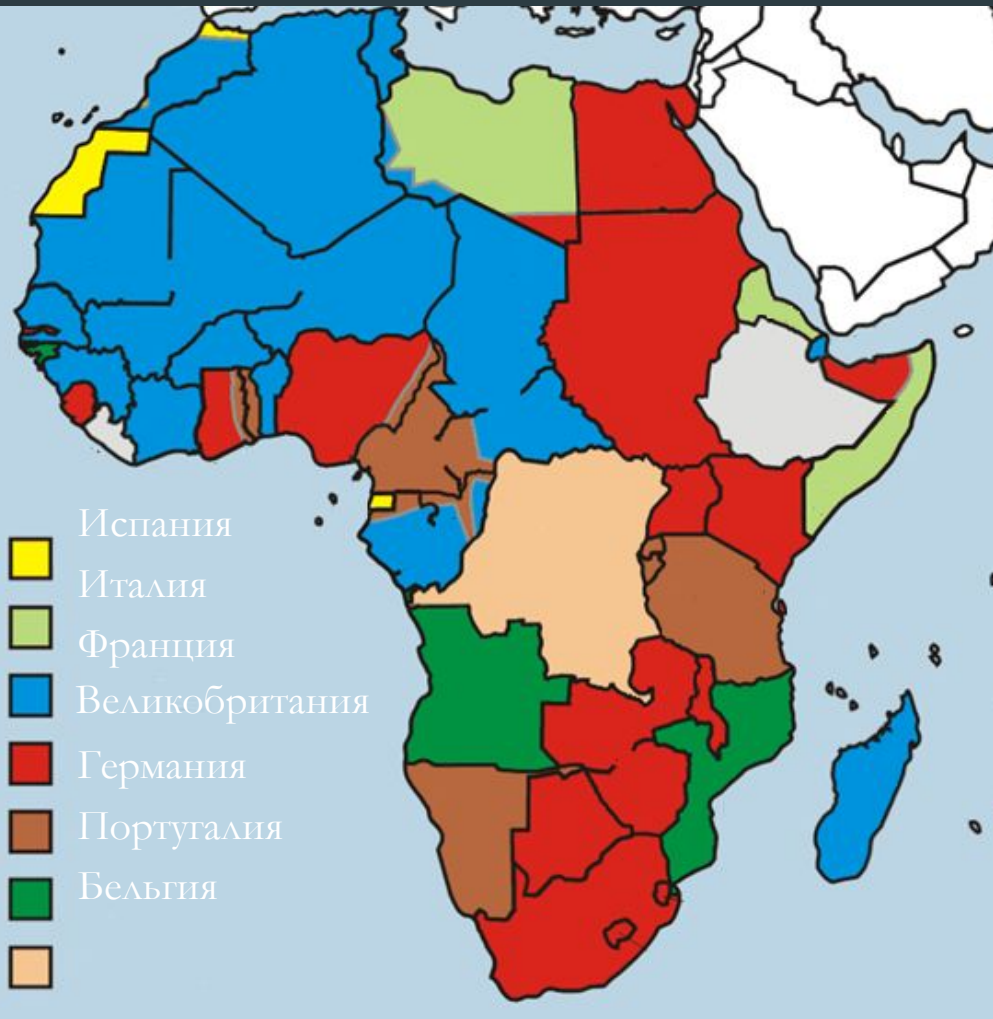 Испания
Италия
Франция
Великобритания
Германия
Португалия
Бельгия